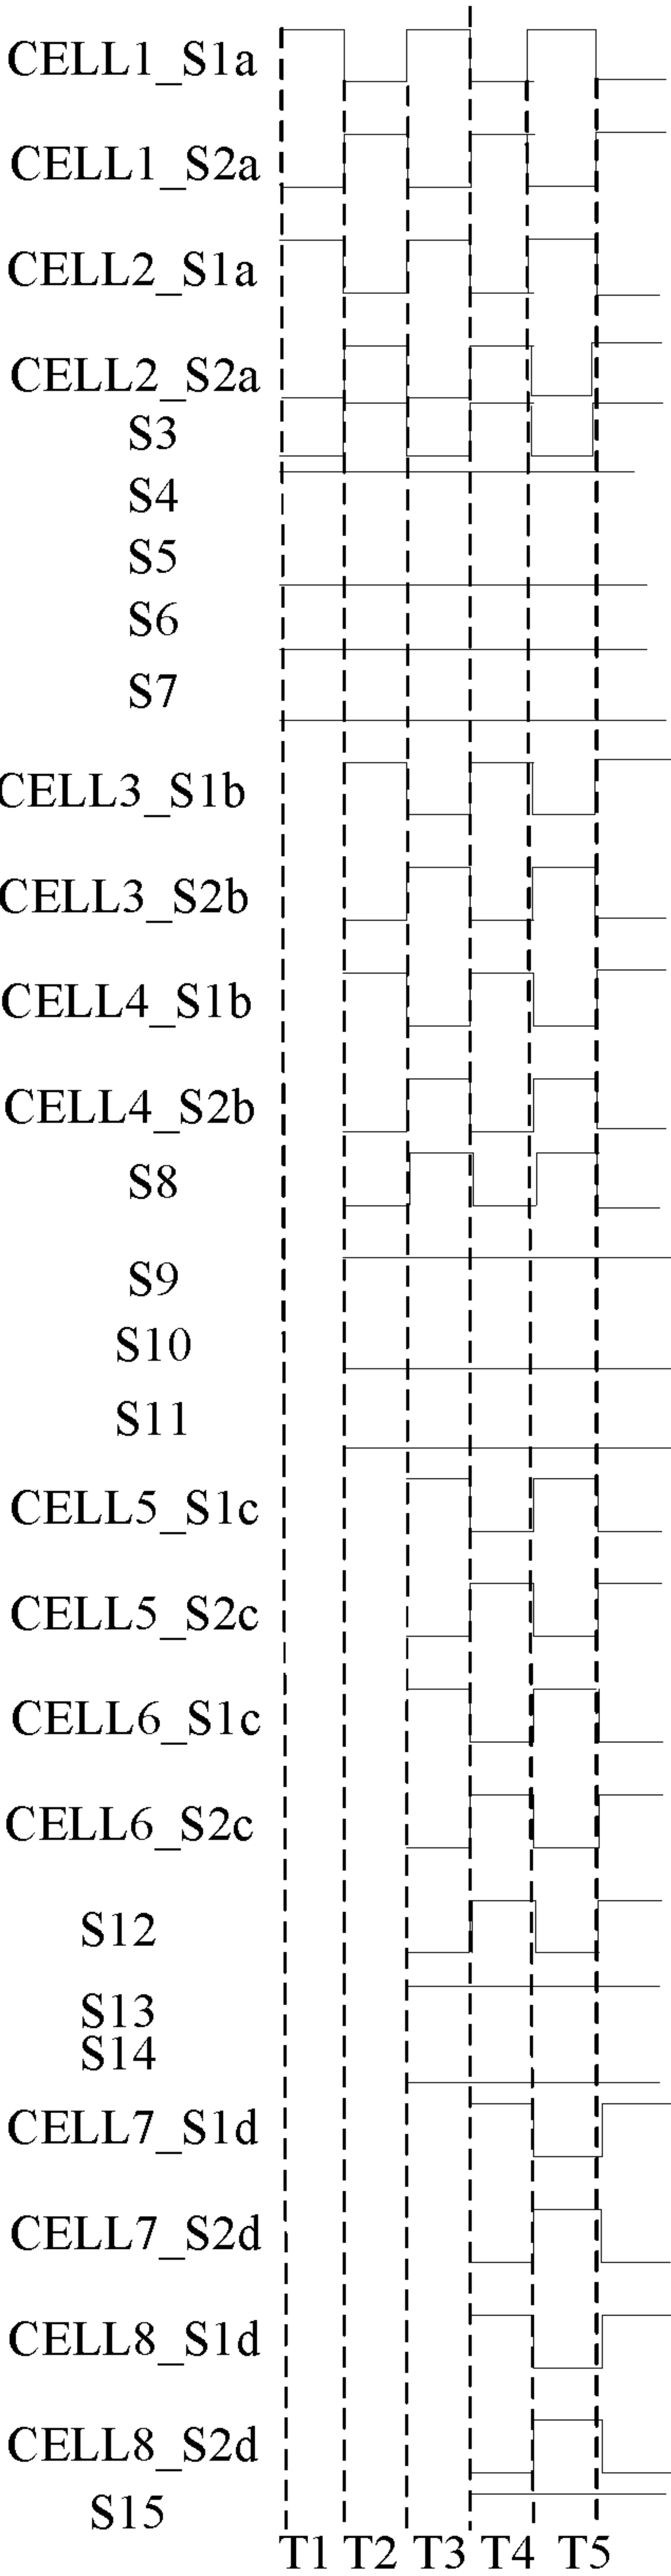 CELL1_S1a
CELL1_S2a
CELL2_S1a
CELL2_S2a
S3
S4
S5
S6
S7
CELL3_S1b
CELL3_S2b
CELL4_S1b
CELL4_S2b
S8
S9
S10
S11
CELL5_S1c
CELL5_S2c
CELL6_S1c
CELL6_S2c
S12
S13
S14
CELL7_S1d
CELL7_S2d
CELL8_S1d
CELL8_S2d
S15
T1 T2 T3 T4 T5